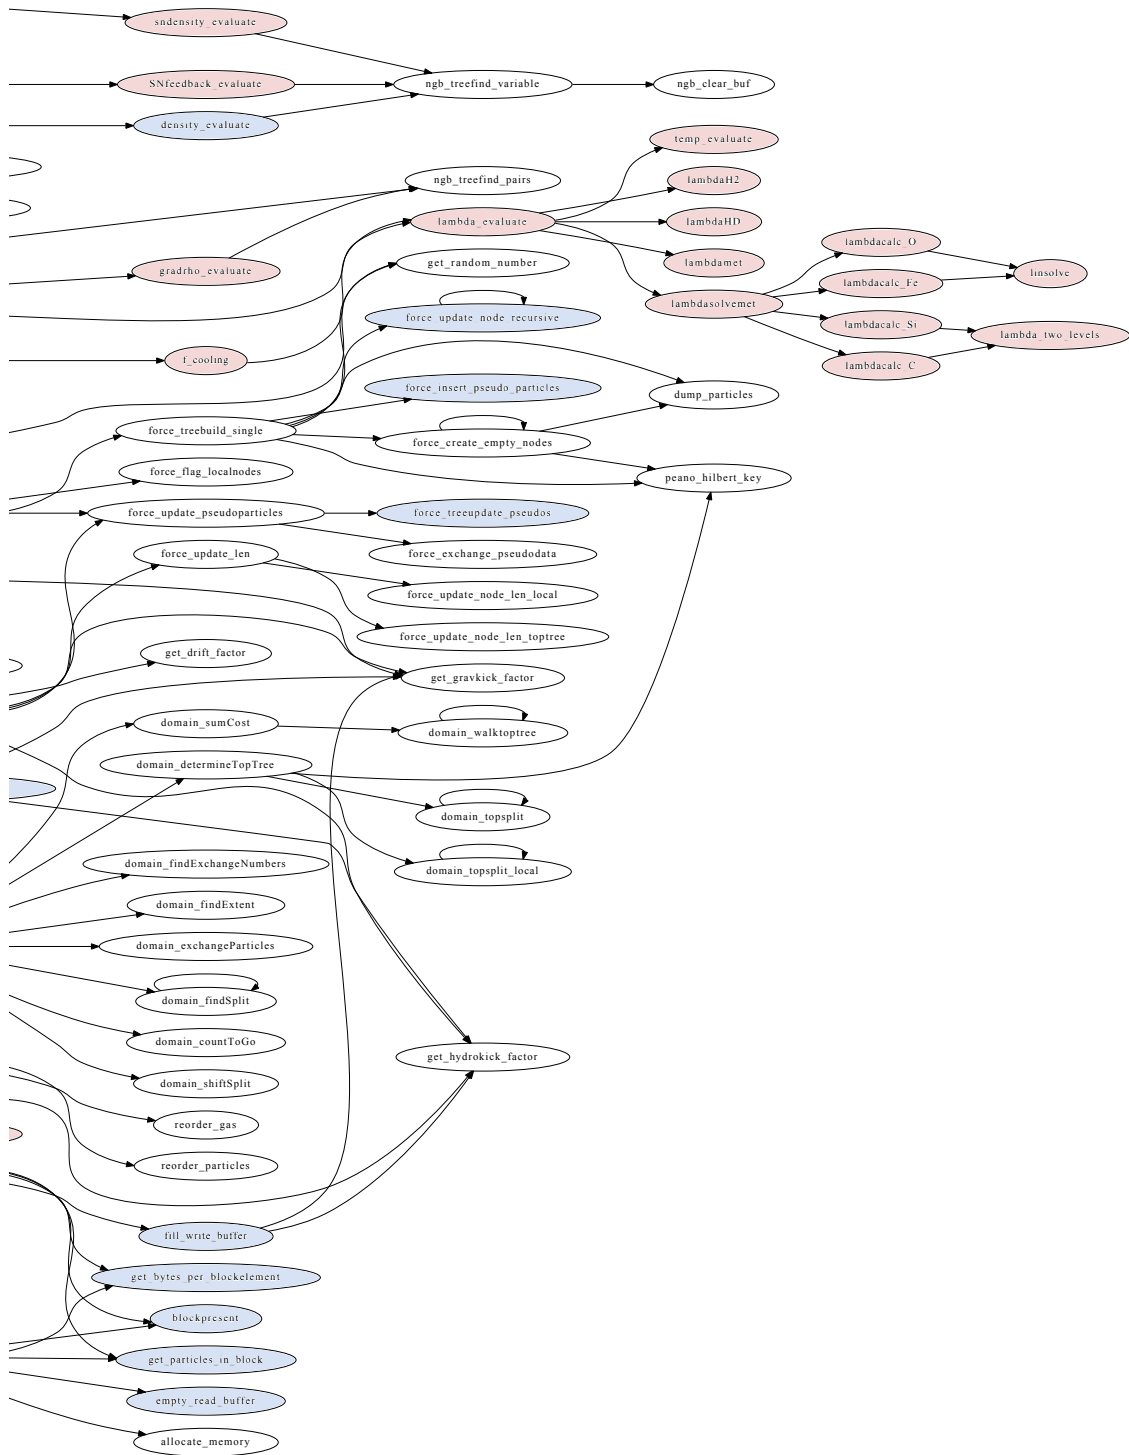 sndensity_evaluate
SNfeedback_evaluate
ngb_treefind_variable
ngb_clear_buf
density_evaluate
temp_evaluate
ngb_treefind_pairs
lambdaH2
lambda_evaluate
lambdaHD
lambdacalc_O
gradrho_evaluate
get_random_number
lambdamet
linsolve
lambdacalc_Fe
lambdasolvemet
force_update_node_recursive
lambdacalc_Si
lambda_two_levels
f_cooling
lambdacalc_C
force_insert_pseudo_particles
dump_particles
force_treebuild_single
force_create_empty_nodes
force_flag_localnodes
peano_hilbert_key
force_update_pseudoparticles
force_treeupdate_pseudos
force_update_len
force_exchange_pseudodata
force_update_node_len_local
force_update_node_len_toptree
get_drift_factor
get_gravkick_factor
domain_sumCost
domain_walktoptree
domain_determineTopTree
domain_topsplit
domain_findExchangeNumbers
domain_topsplit_local
domain_findExtent
domain_exchangeParticles
domain_findSplit
domain_countToGo
get_hydrokick_factor
domain_shiftSplit
reorder_gas
reorder_particles
fill_write_buffer
get_bytes_per_blockelement
blockpresent
get_particles_in_block
empty_read_buffer
allocate_memory